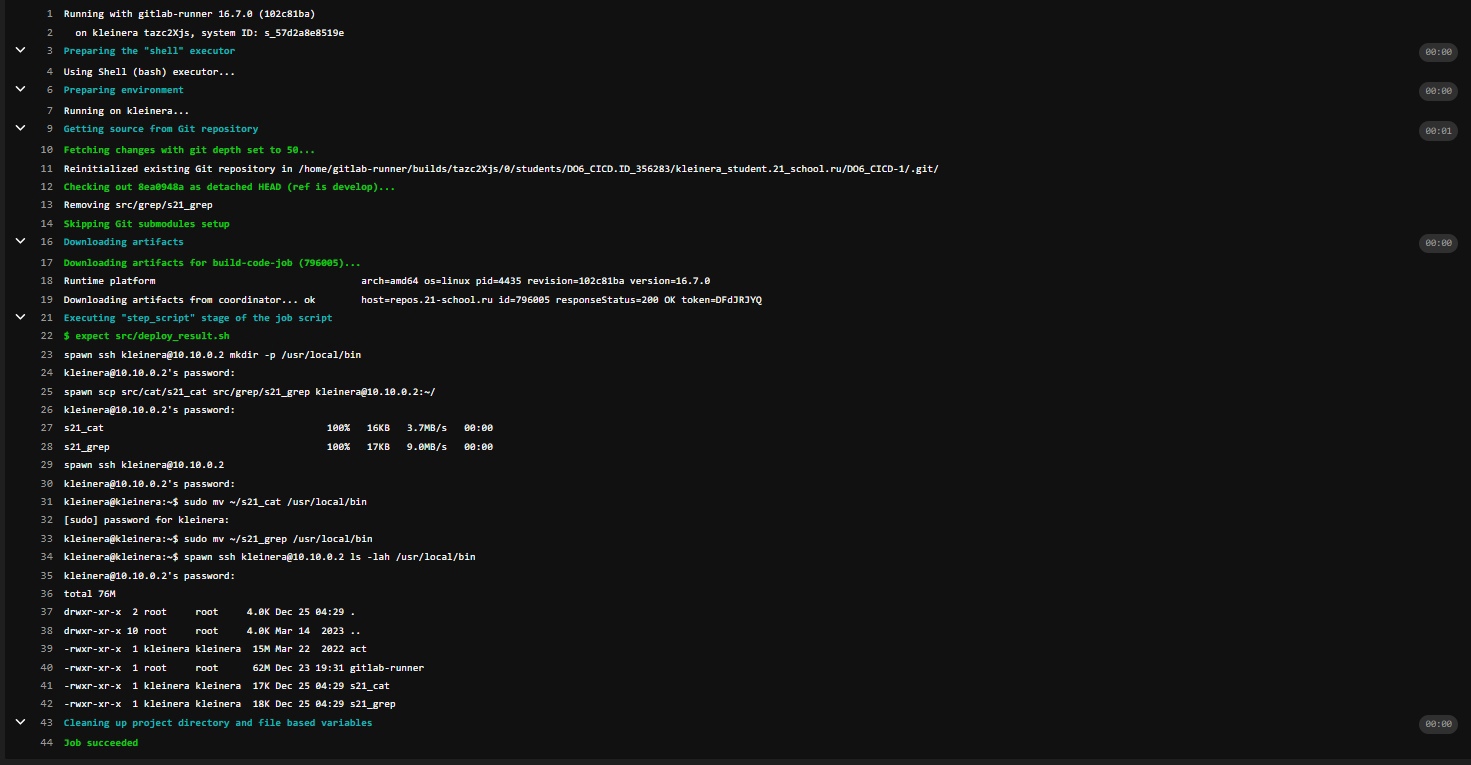 1 Running with gitlab-runner 16.7.0 (102c81ba)
2 on kleinera tazc2Xjs, system ID: s_57d2a8e8519e
3 Preparing the "shell" executor 00:00
4 Using Shell (bash) executor...
6 Preparing environment 00:00
7 Running on kleinera...
9 Getting source from Git repository 00:01
10 Fetching changes with git depth set to 50...
11 Reinitialized existing Git repository in /home/gitlab-runner/builds/tazc2Xjs/0/students/DO6_CICD.ID_356283/kleinera_student.21_school.ru/DO6_CICD-1/.git/
12 Checking out 8ea0948a as detached HEAD (ref is develop)...
13 Removing src/grep/s21_grep
14 Skipping Git submodules setup
16 Downloading artifacts 00:00
17 Downloading artifacts for build-code-job (796005)...
18 Runtime platform arch=amd64 os=linux pid=4435 revision=102c81ba version=16.7.0
19 Downloading artifacts from coordinator... ok host=repos.21-school.ru id=796005 responseStatus=200 OK token=DFdJRJYQ
21 Executing "step_script" stage of the job script
22 $ expect src/deploy_result.sh
23 spawn ssh kleinera@10.10.0.2 mkdir -p /usr/local/bin
24 kleinera@10.10.0.2's password:
25 spawn scp src/cat/s21_cat src/grep/s21_grep kleinera@10.10.0.2:~/
26 kleinera@10.10.0.2's password:
27 s21_cat 100% 16KB 3.7MB/s 00:00
28 s21_grep 100% 17KB 9.0MB/s 00:00
29 spawn ssh kleinera@10.10.0.2
30 kleinera@10.10.0.2's password:
31 kleinera@kleinera:~$ sudo mv ~/s21_cat /usr/local/bin
32 [sudo] password for kleinera:
33 kleinera@kleinera:~$ sudo mv ~/s21_grep /usr/local/bin
34 kleinera@kleinera:~$ spawn ssh kleinera@10.10.0.2 ls -lah /usr/local/bin
35 kleinera@10.10.0.2's password:
36 total 76M
37 drwxr-xr-x 2 root root 4.0K Dec 25 04:29 .
38 drwxr-xr-x 10 root root 4.0K Mar 14 2023 ..
39 -rwxr-xr-x 1 kleinera kleinera 15M Mar 22 2022 act
40 -rwxr-xr-x 1 root root 62M Dec 23 19:31 gitlab-runner
41 -rwxr-xr-x 1 kleinera kleinera 17K Dec 25 04:29 s21_cat
42 -rwxr-xr-x 1 kleinera kleinera 18K Dec 25 04:29 s21_grep
43 Cleaning up project directory and file based variables 00:00
44 Job succeeded